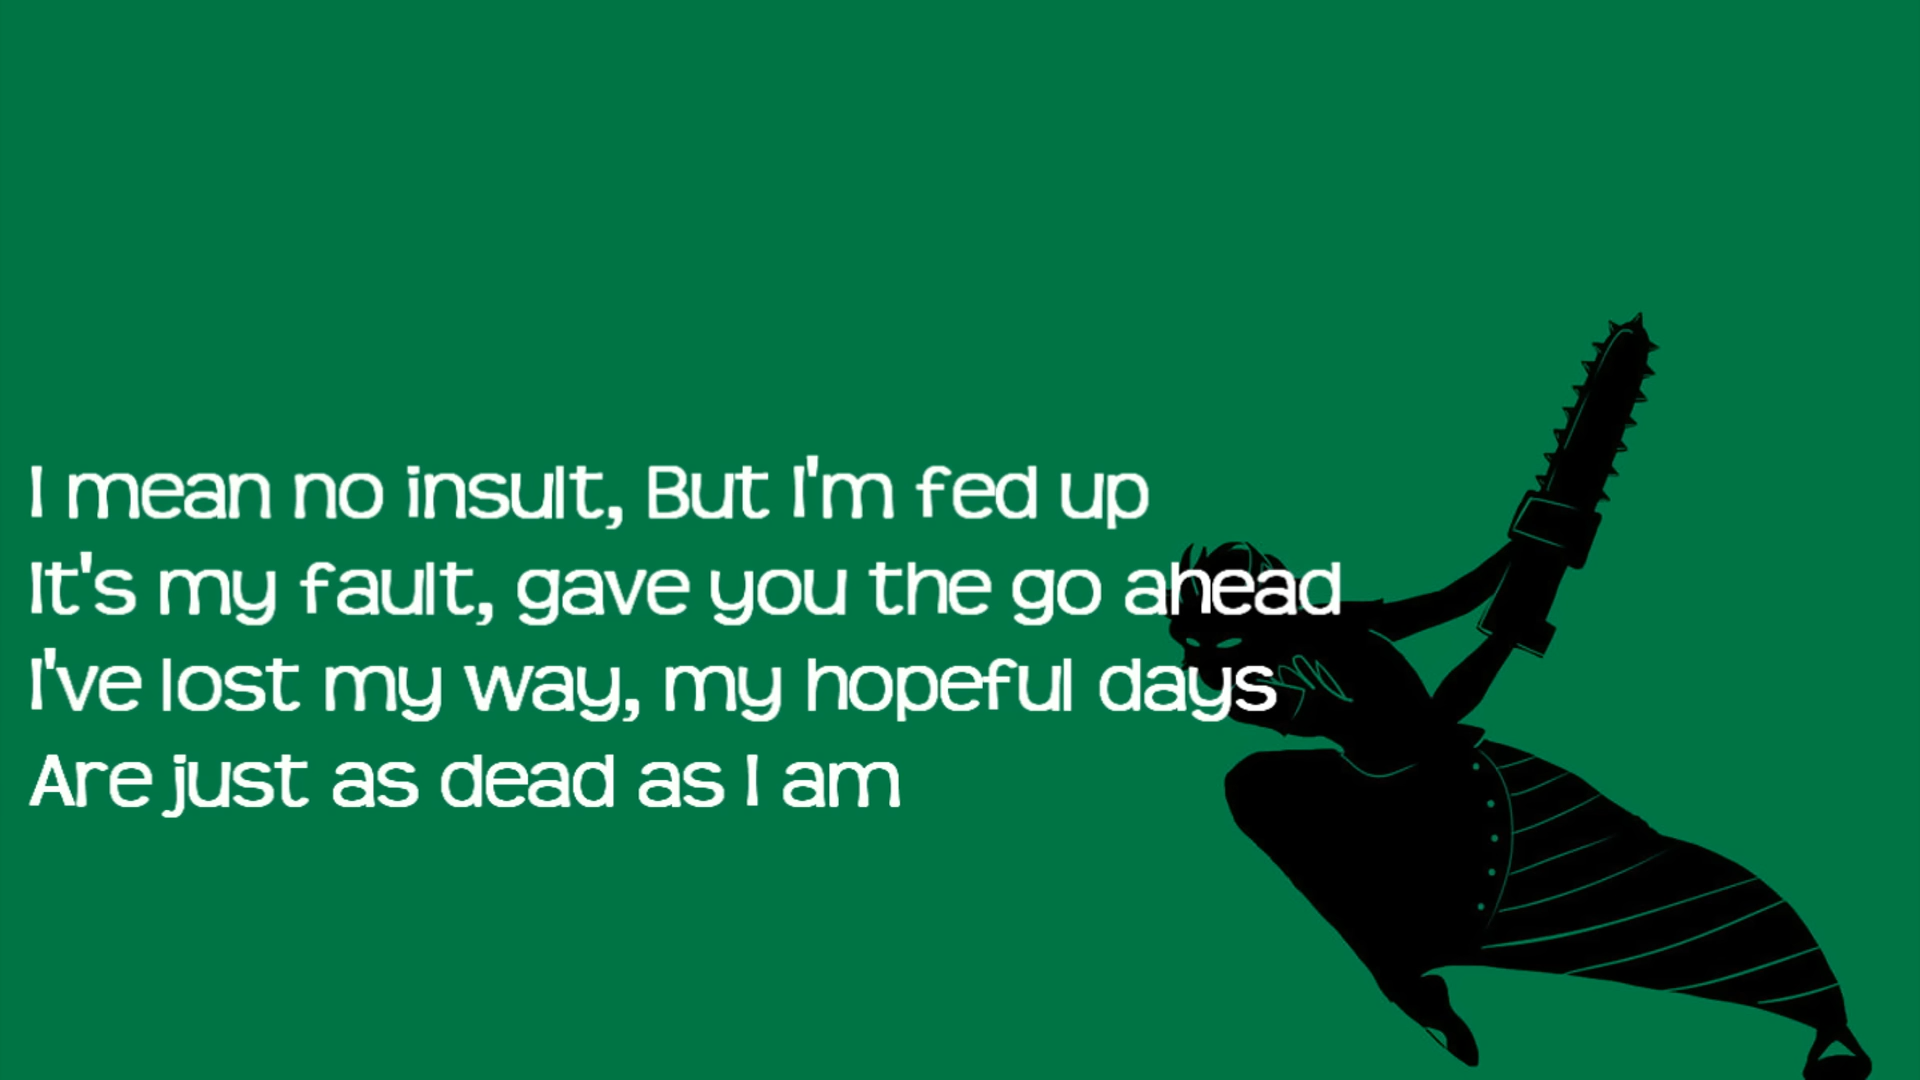 I mean no insult, But I'm fed up
It's my fault, gave you the go ahead
I've lost my way, my hopeful days
Are just as dead as I am